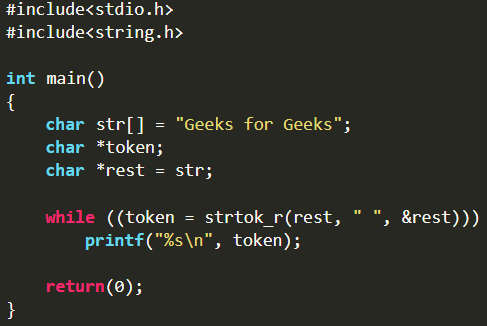 #include<stdio.h>
#include<string.h>
int main()
{
    char str[] = "Geeks for Geeks";
    char *token;
    char *rest = str;
    while ((token = strtok_r(rest, " ", &rest)))
        printf("%s\n", token);
    return(0);
}